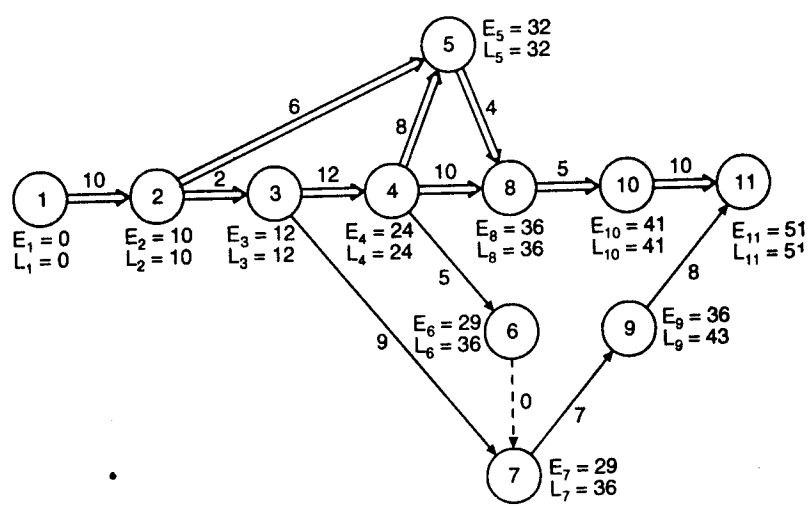 5
E₅ = 32
L₅ = 32
6
8
4
10
2
12
10
5
10
1
2
3
4
8
10
11
E₁ = 0
L₁ = 0
E₂ = 10
L₂ = 10
E₃ = 12
L₃ = 12
E₄ = 24
L₄ = 24
E₈ = 36
L₈ = 36
E₁₀ = 41
L₁₀ = 41
E₁₁ = 51
L₁₁ = 51
5
8
9
E₆ = 29
L₆ = 36
6
9
E₉ = 36
L₉ = 43
0
7
7
E₇ = 29
L₇ = 36